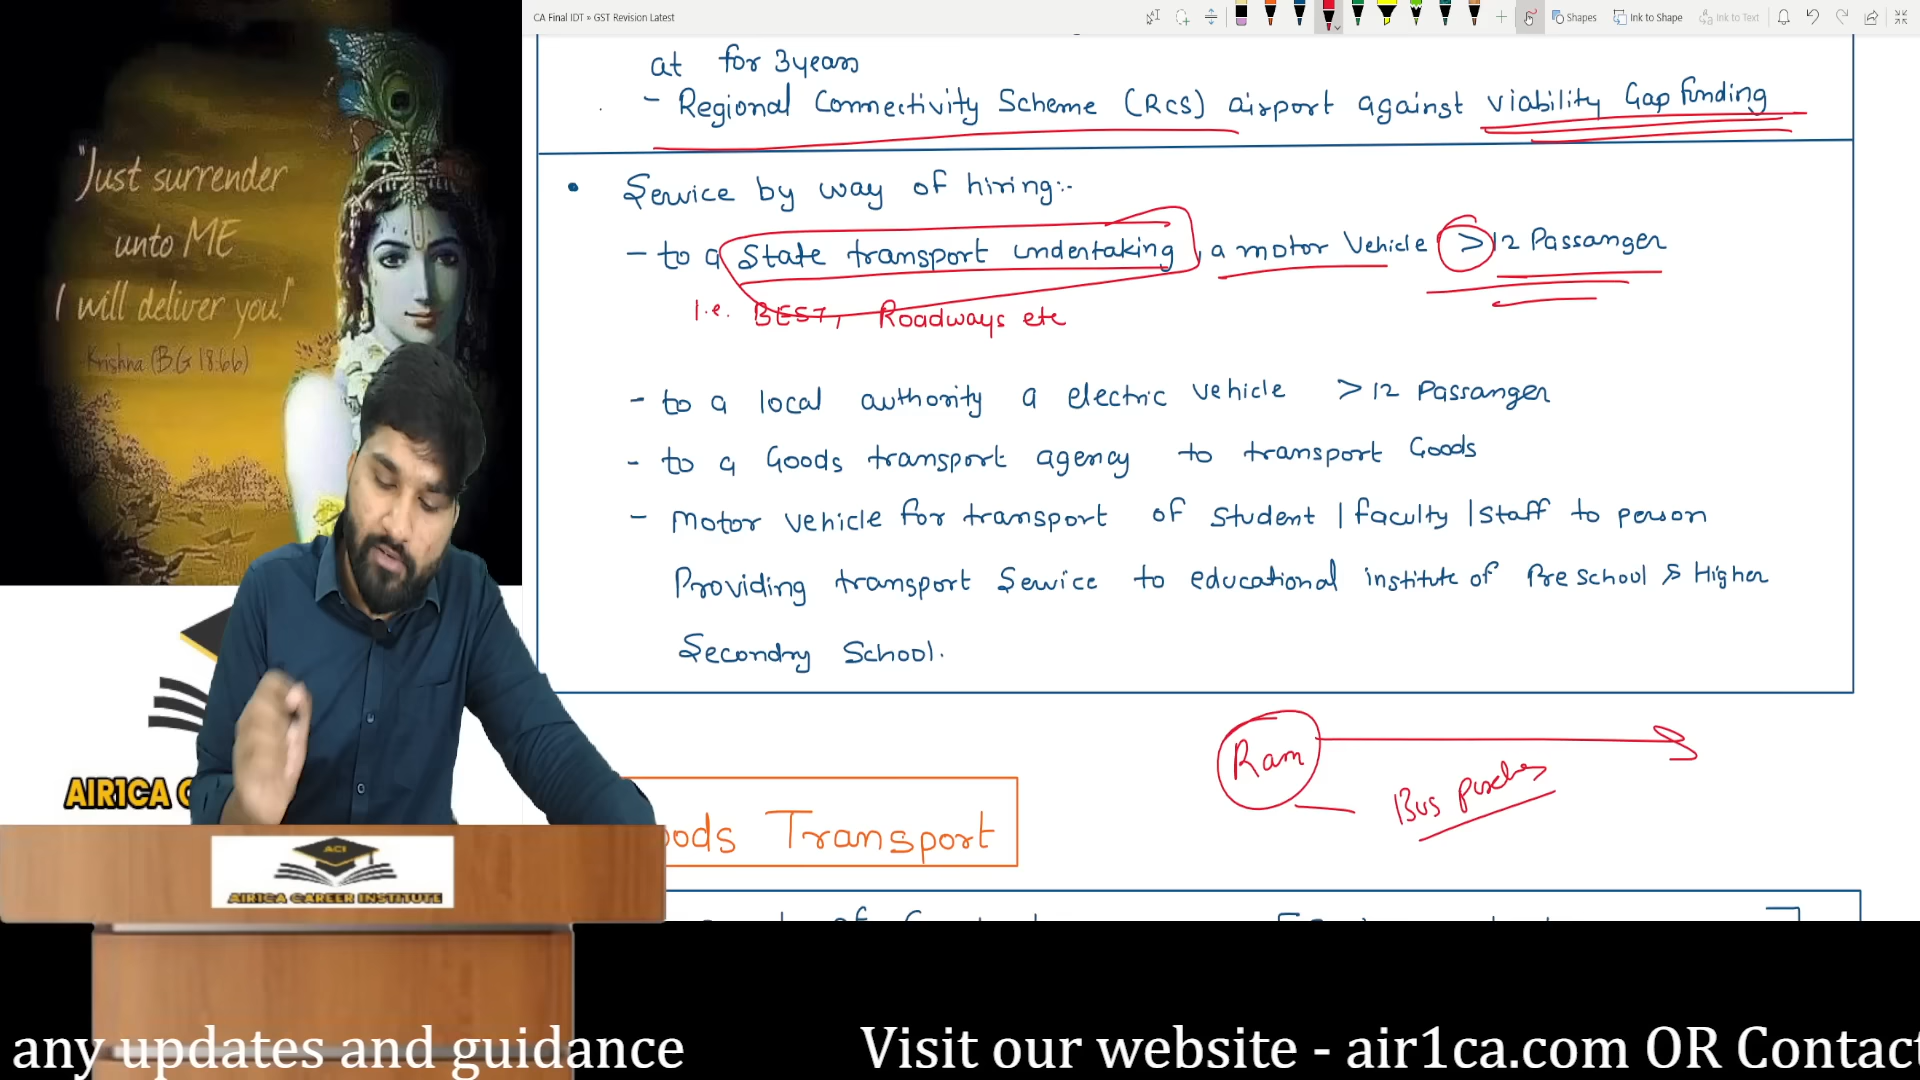 CA Final IDT » GST Revision Latest
Shapes
Ink to Shape
Ink to Text
at for 3years
- Regional Connectivity Scheme (RCS) airport against viability Gap funding
"Just surrender
unto ME
I will deliver you!"
Krishna (B.G 18:66)
• Service by way of hiring:-
- to a State transport undertaking, a motor Vehicle > 12 Passanger
I.e. BEST, Roadways etc
- to a local authority a electric vehicle > 12 Passanger
- to a Goods transport agency to transport Goods
- Motor vehicle for transport of Student | faculty | staff to person
Providing transport Service to educational institute of Pre School & Higher
Secondry School.
Ram
Bus
AIR1CA C
oods Transport
ACI
AIR1CA CAREER INSTITUTE
any updates and guidance
Visit our website - air1ca.com OR Contact